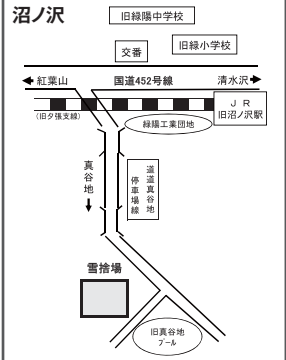 沼ノ沢
旧緑陽中学校
交番
旧緑小学校
紅葉山
国道452号線
清水沢
(旧夕張支線)
緑陽工業団地
ＪＲ
旧沼ノ沢駅
真谷地
道道真谷地
停車場線
雪捨場
旧真谷地
プール